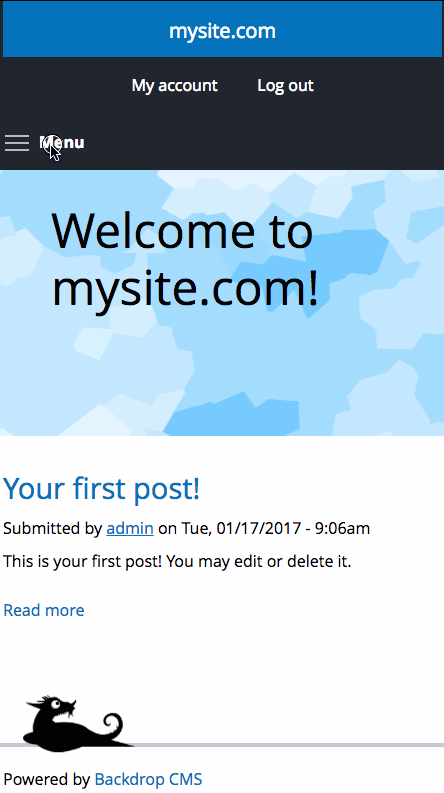 mysite.com
My account Log out
Menu
Welcome to
mysite.com!
Your first post!
Submitted by admin on Tue, 01/17/2017 - 9:06am
This is your first post! You may edit or delete it.
Read more
Powered by Backdrop CMS